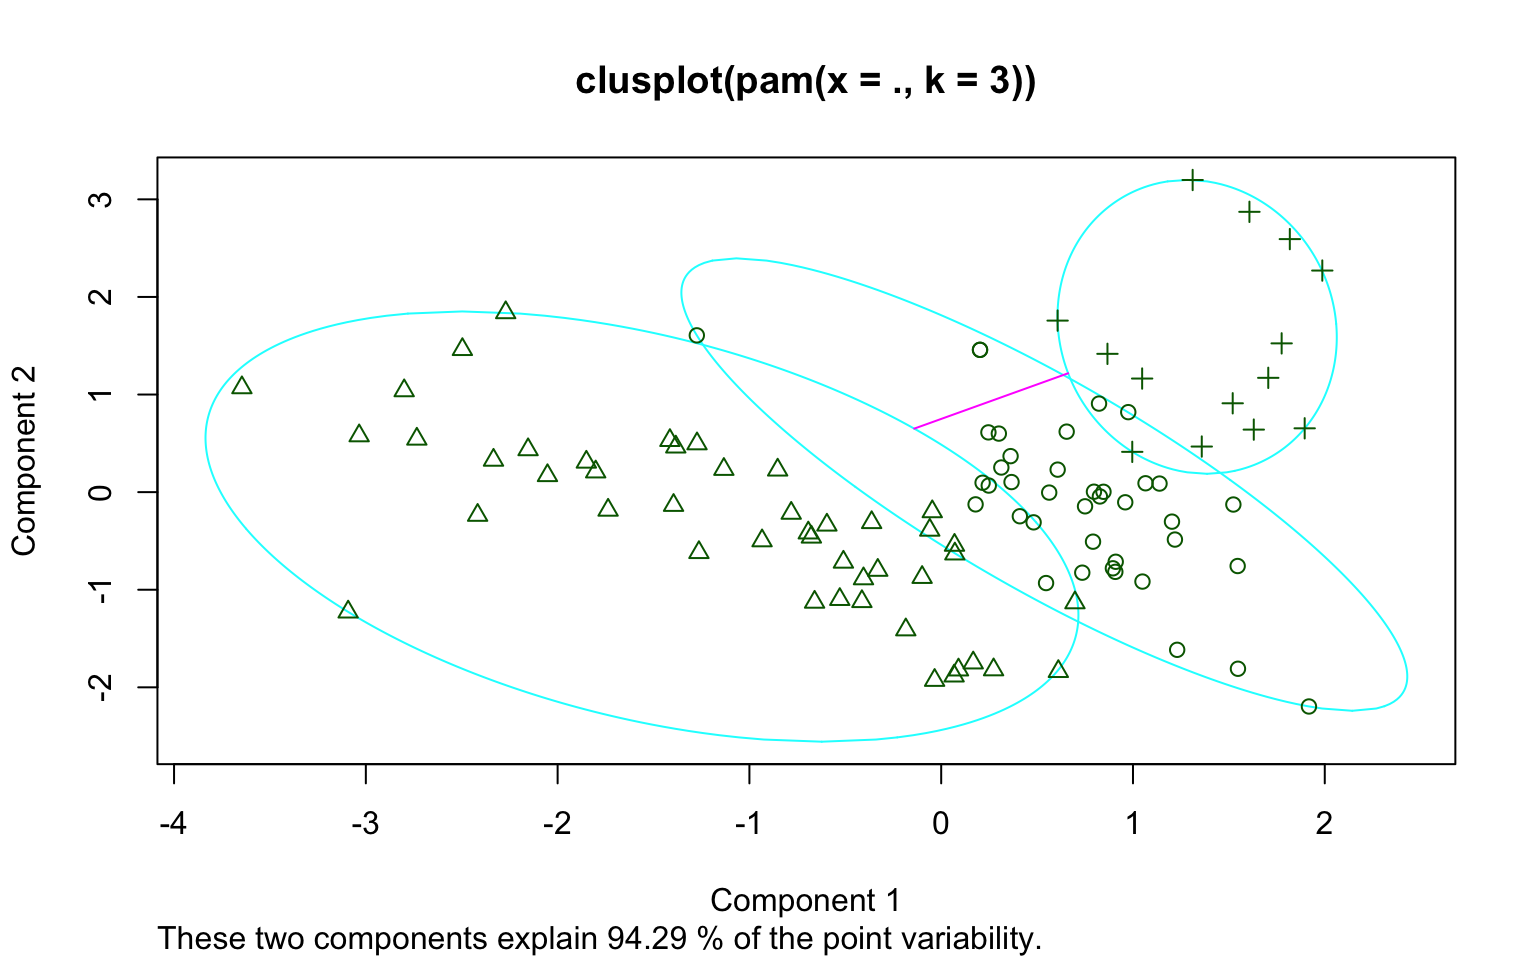 clusplot(pam(x = ., k = 3))
Component 2
3
2
1
0
-1
-2
-4 -3 -2 -1 0 1 2
Component 1
These two components explain 94.29 % of the point variability.